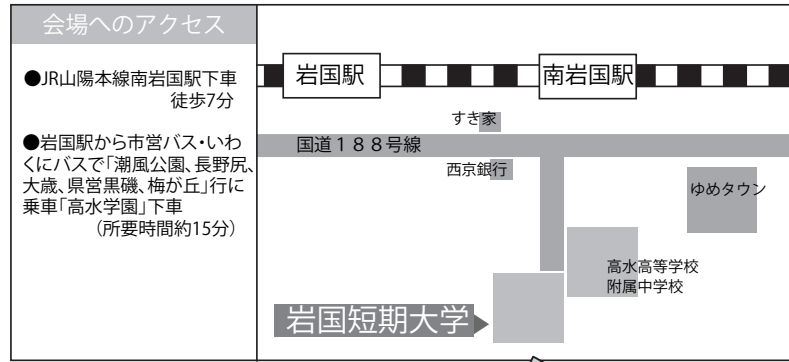 会場へのアクセス
●JR山陽本線南岩国駅下車
徒歩7分
●岩国駅から市営バス・いわ
くにバスで「潮風公園、長野尻、
大歳、県営黒磯、梅が丘」行に
乗車「高水学園」下車
（所要時間約15分）
岩国駅
南岩国駅
すき家
国道188号線
西京銀行
ゆめタウン
高水高等学校
附属中学校
岩国短期大学